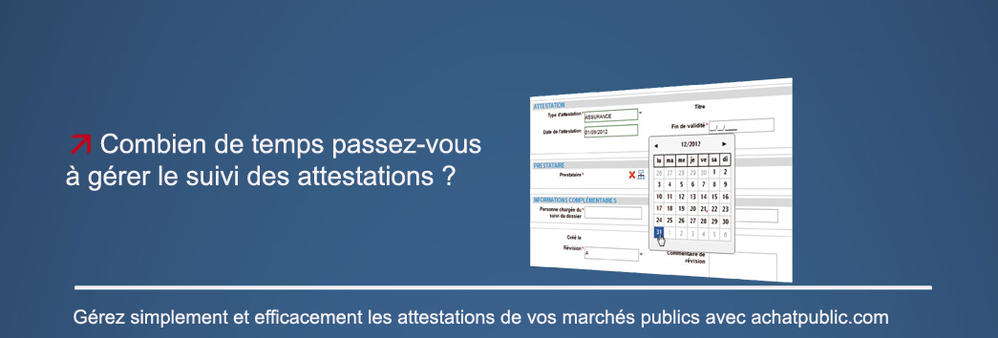 Combien de temps passez-vous
à gérer le suivi des attestations ?
ATTESTATION
Type d'attestation * ASSURANCE
Titre
Date de l'attestation 01/09/2012
Fin de validité * __/__/____
12/2012
lu ma me je ve sa di
26 27 28 29 30 1 2
3 4 5 6 7 8 9
10 11 12 13 14 15 16
17 18 19 20 21 22 23
24 25 26 27 28 29 30
31 1 2 3 4 5 6
PRESTATAIRE
Prestataire *
INFORMATIONS COMPLÉMENTAIRES
Personne chargée du
suivi du dossier
Créé le
Révision * A
Commentaire de
révision
Gérez simplement et efficacement les attestations de vos marchés publics avec achatpublic.com